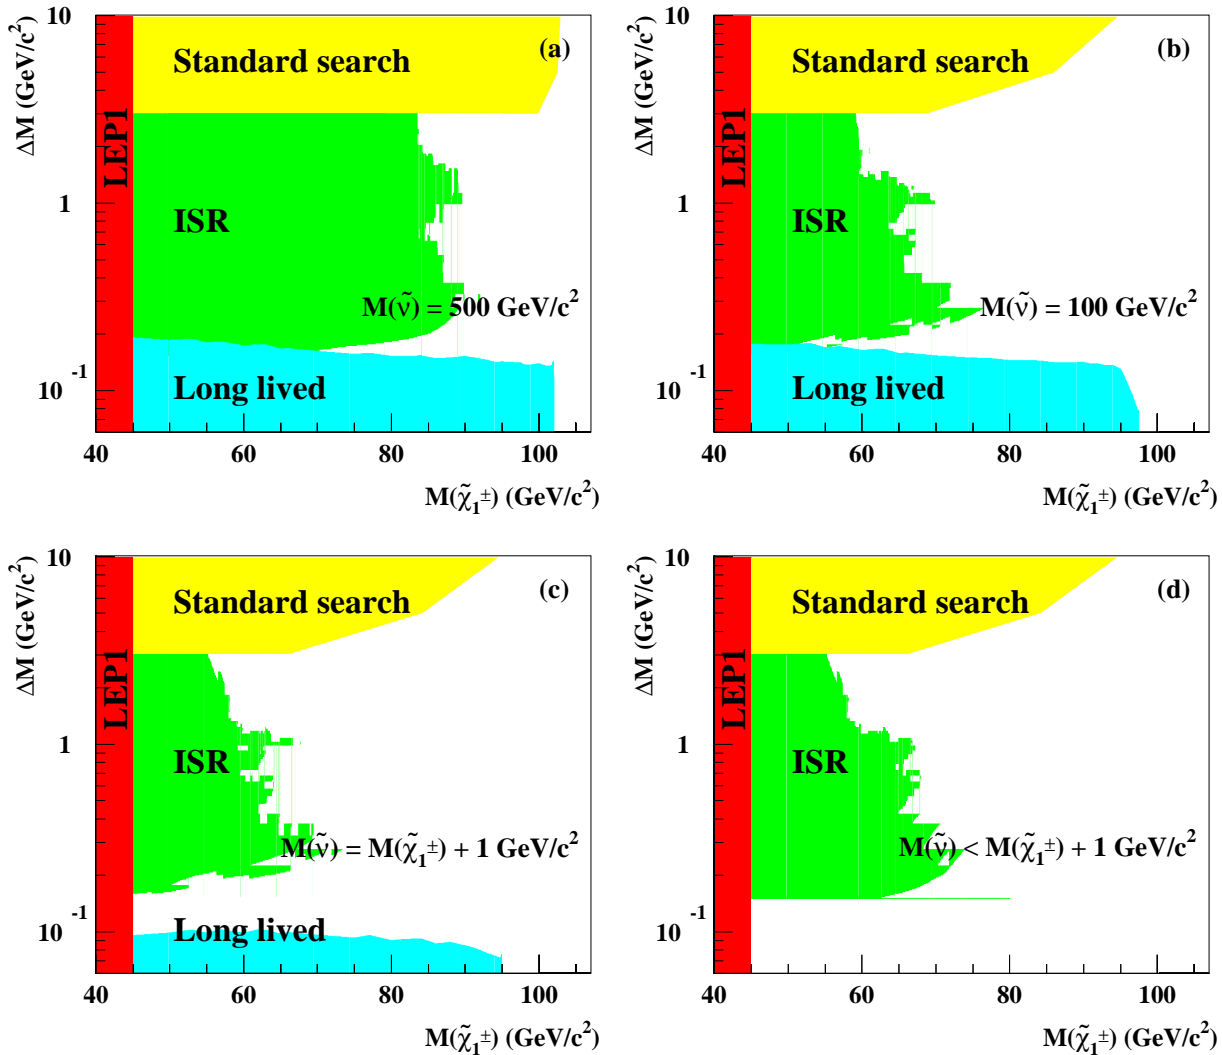 ΔM (GeV/c²)
10
1
10⁻¹
LEP1
Standard search
(a)
ISR
M(ν̃) = 500 GeV/c²
Long lived
40 60 80 100
M(χ̃₁±) (GeV/c²)
ΔM (GeV/c²)
10
1
10⁻¹
LEP1
Standard search
(b)
ISR
M(ν̃) = 100 GeV/c²
Long lived
40 60 80 100
M(χ̃₁±) (GeV/c²)
ΔM (GeV/c²)
10
1
10⁻¹
LEP1
Standard search
(c)
ISR
M(ν̃) = M(χ̃₁±) + 1 GeV/c²
Long lived
40 60 80 100
M(χ̃₁±) (GeV/c²)
ΔM (GeV/c²)
10
1
10⁻¹
LEP1
Standard search
(d)
ISR
M(ν̃) < M(χ̃₁±) + 1 GeV/c²
40 60 80 100
M(χ̃₁±) (GeV/c²)